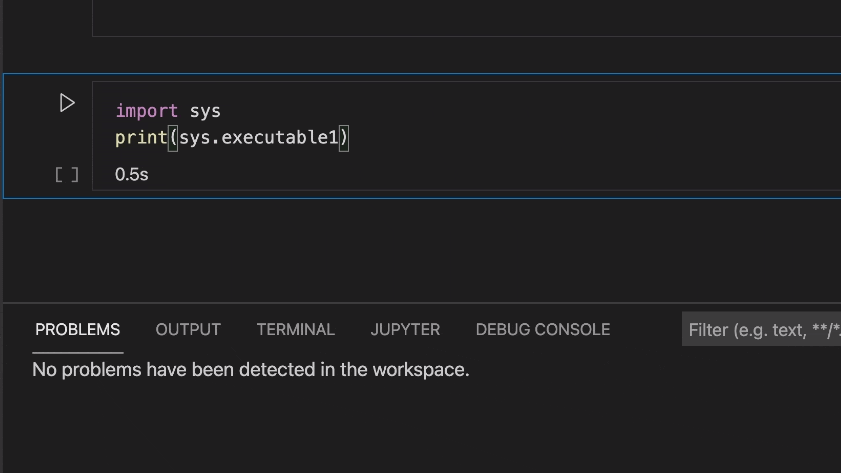 import sys
print(sys.executable1)
[ ] 0.5s
PROBLEMS OUTPUT TERMINAL JUPYTER DEBUG CONSOLE Filter (e.g. text, **/*.
No problems have been detected in the workspace.